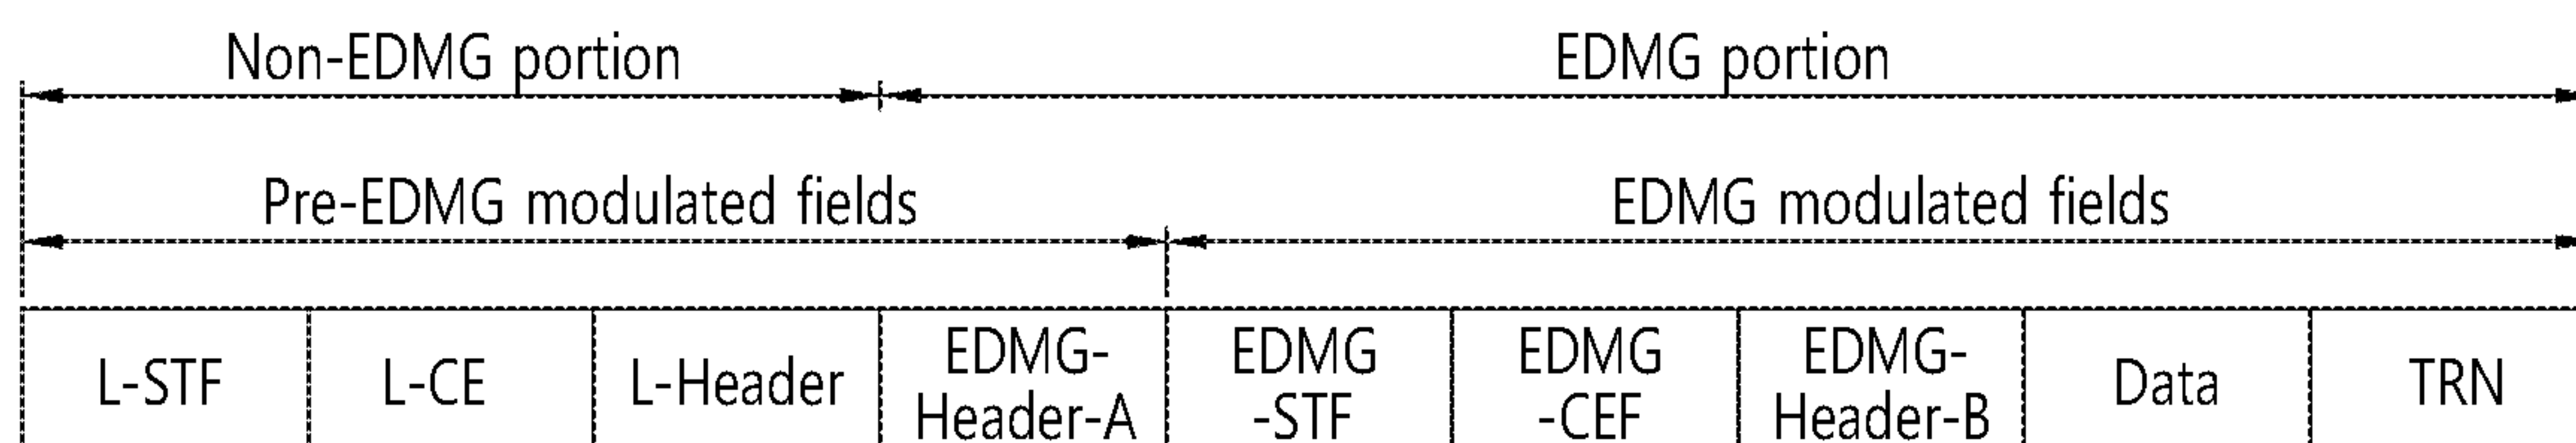 Non-EDMG portion
EDMG portion
Pre-EDMG modulated fields
EDMG modulated fields
L-STF
L-CE
L-Header
EDMG-
Header-A
EDMG
-STF
EDMG
-CEF
EDMG-
Header-B
Data
TRN